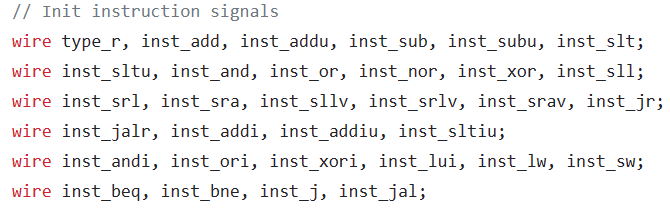 // Init instruction signals
wire type_r, inst_add, inst_addu, inst_sub, inst_subu, inst_slt;
wire inst_sltu, inst_and, inst_or, inst_nor, inst_xor, inst_sll;
wire inst_srl, inst_sra, inst_sllv, inst_srlv, inst_srav, inst_jr;
wire inst_jalr, inst_addi, inst_addiu, inst_sltiu;
wire inst_andi, inst_ori, inst_xori, inst_lui, inst_lw, inst_sw;
wire inst_beq, inst_bne, inst_j, inst_jal;